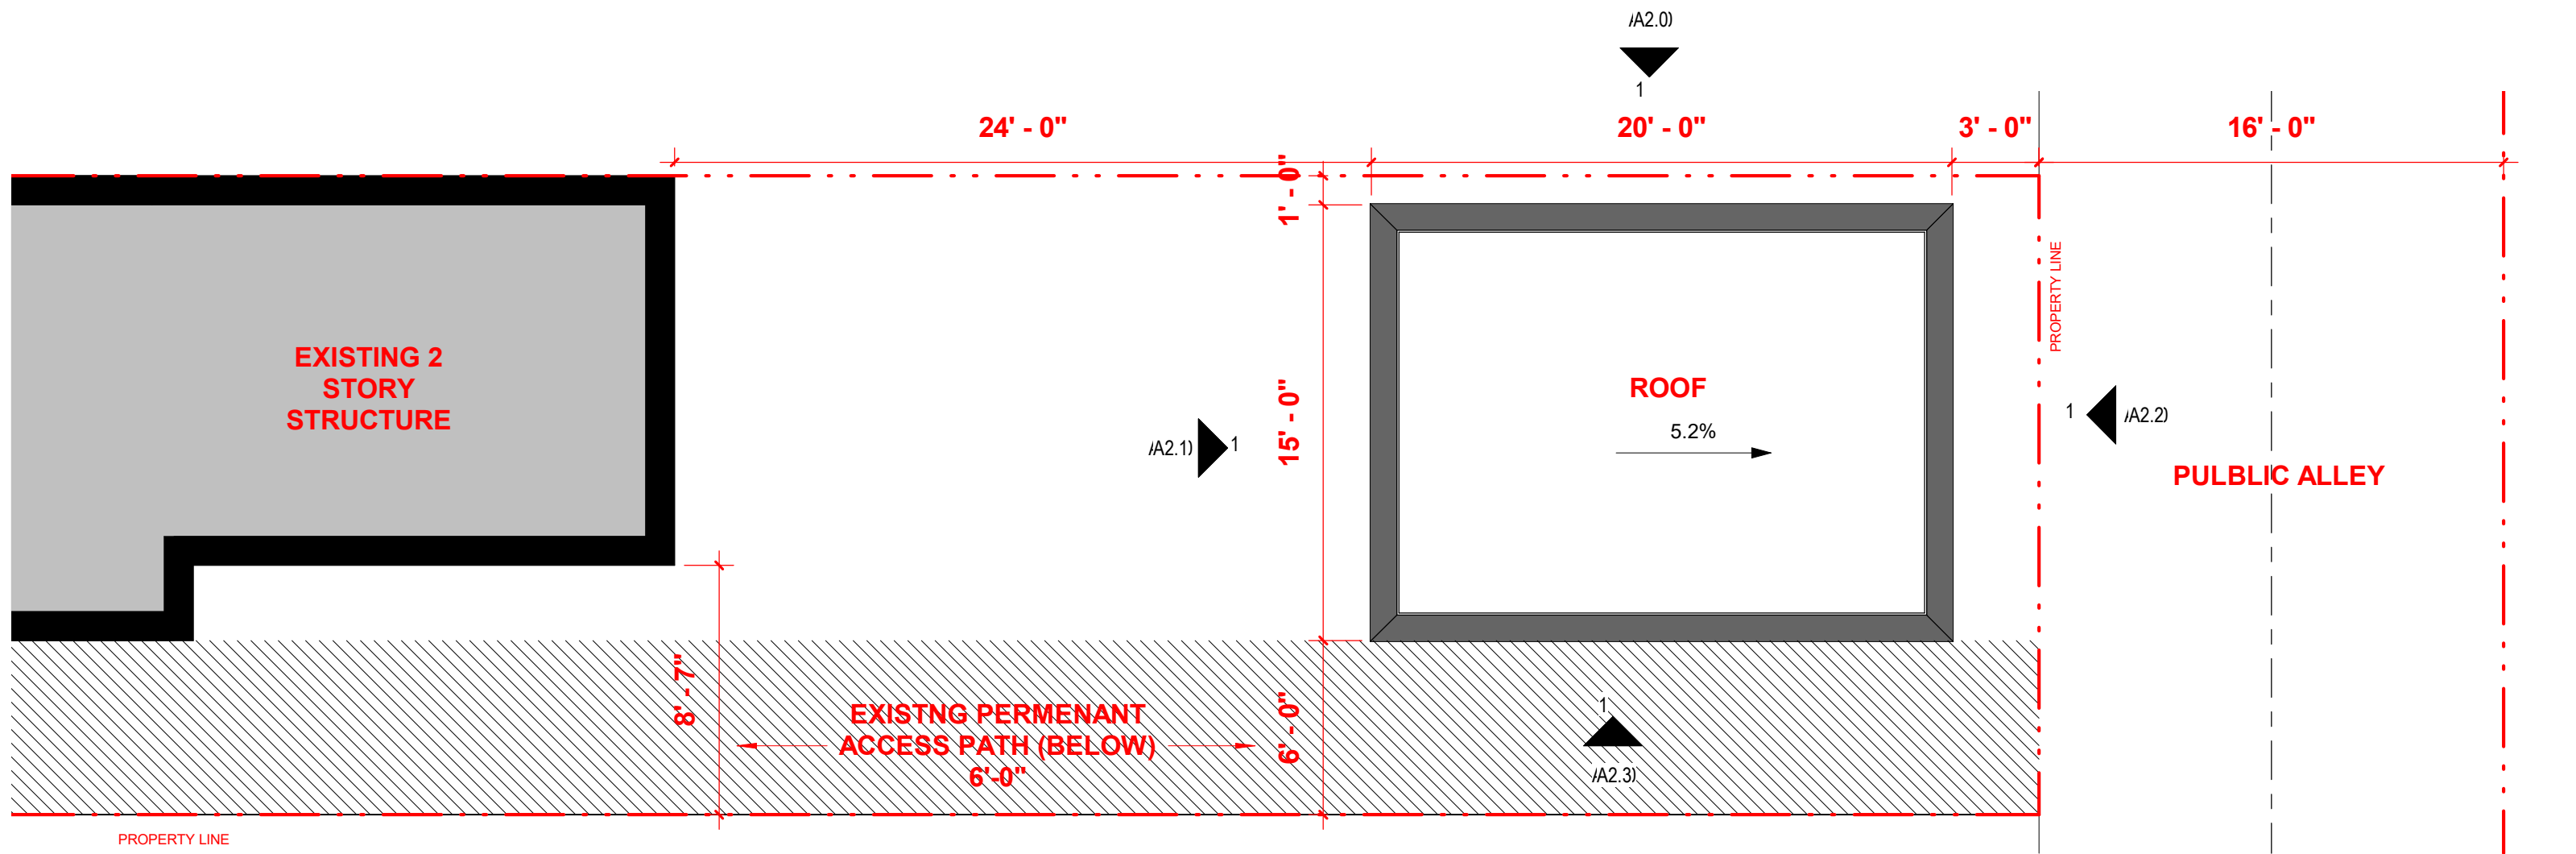 /A2.0)
1
24' - 0"
20' - 0"
3' - 0"
16' - 0"
1' - 0"
PROPERTY LINE
EXISTING 2
STORY
STRUCTURE
ROOF
5.2%
15' - 0"
/A2.1)
1
1
/A2.2)
PULBLIC ALLEY
8' - 7"
EXISTNG PERMENANT
ACCESS PATH (BELOW)
6'-0"
6' - 0"
1
/A2.3)
PROPERTY LINE